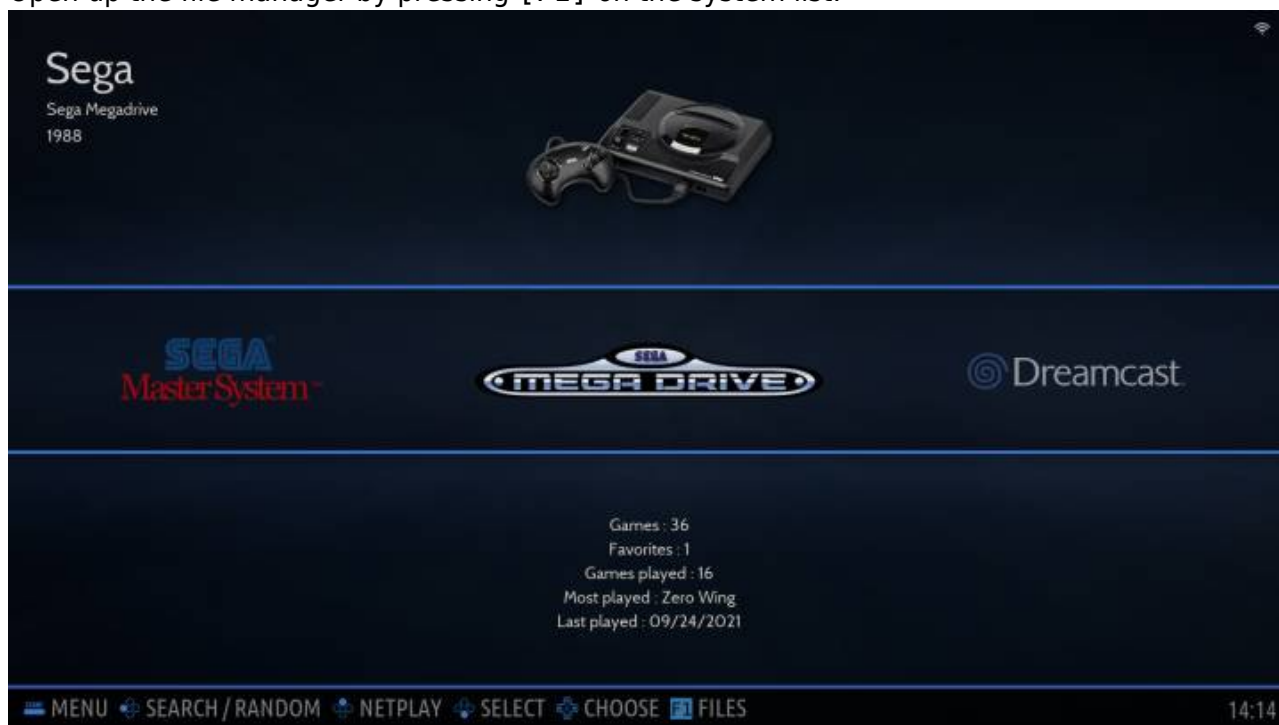 Open up the file manager by pressing [F1] on the system list:
Sega
Sega Megadrive
1988
SEGA
Master System™
SEGA
MEGA DRIVE
Dreamcast
Games : 36
Favorites : 1
Games played : 16
Most played : Zero Wing
Last played : 09/24/2021
MENU SEARCH / RANDOM NETPLAY SELECT CHOOSE F1 FILES 14:14